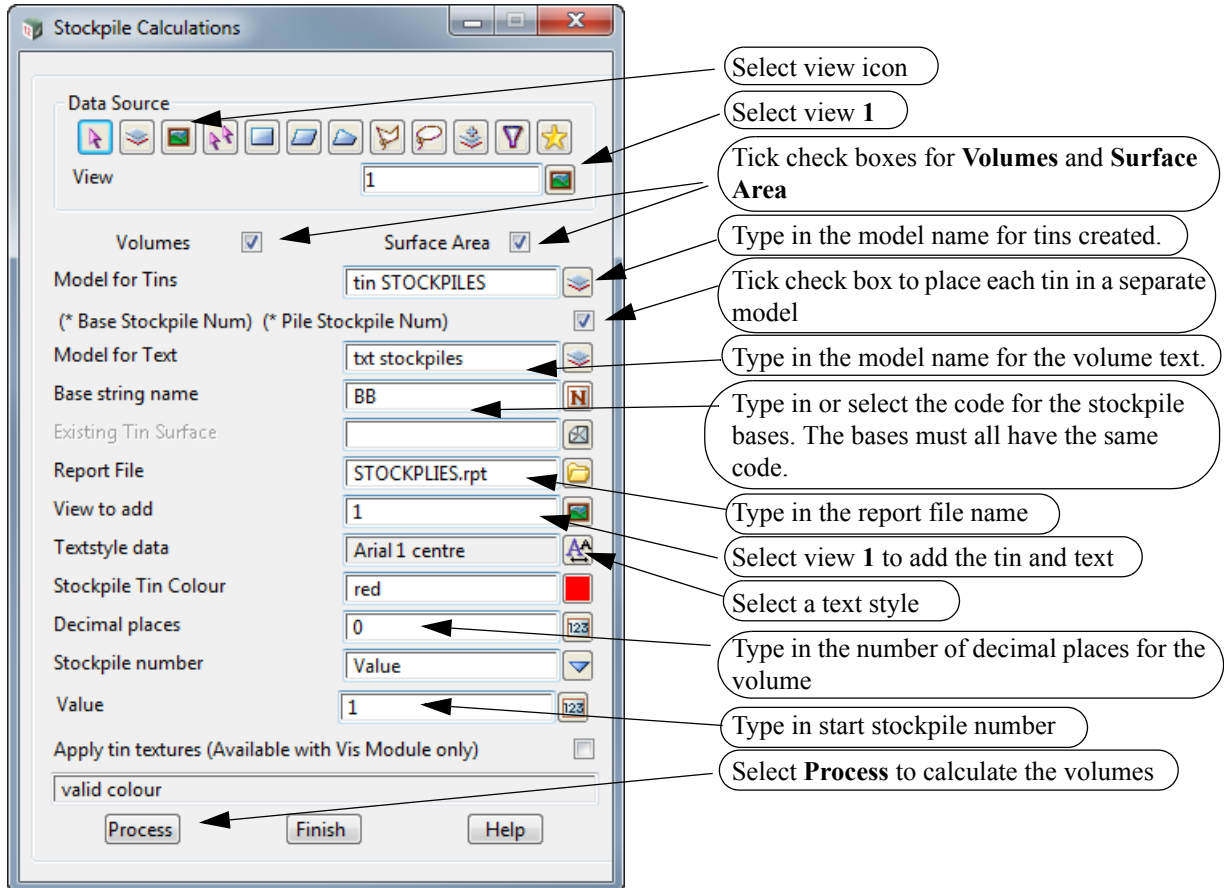 Stockpile Calculations
Data Source
View
1
Volumes
Surface Area
Model for Tins
tin STOCKPILES
(* Base Stockpile Num) (* Pile Stockpile Num)
Model for Text
txt stockpiles
Base string name
BB
N
Existing Tin Surface
Report File
STOCKPLIES.rpt
View to add
1
Textstyle data
Arial 1 centre
AA
Stockpile Tin Colour
red
Decimal places
0
123
Stockpile number
Value
Value
1
123
Apply tin textures (Available with Vis Module only)
valid colour
Process
Finish
Help
Select view icon
Select view 1
Tick check boxes for Volumes and Surface
Area
Type in the model name for tins created.
Tick check box to place each tin in a separate
model
Type in the model name for the volume text.
Type in or select the code for the stockpile
bases. The bases must all have the same
code.
Type in the report file name
Select view 1 to add the tin and text
Select a text style
Type in the number of decimal places for the
volume
Type in start stockpile number
Select Process to calculate the volumes